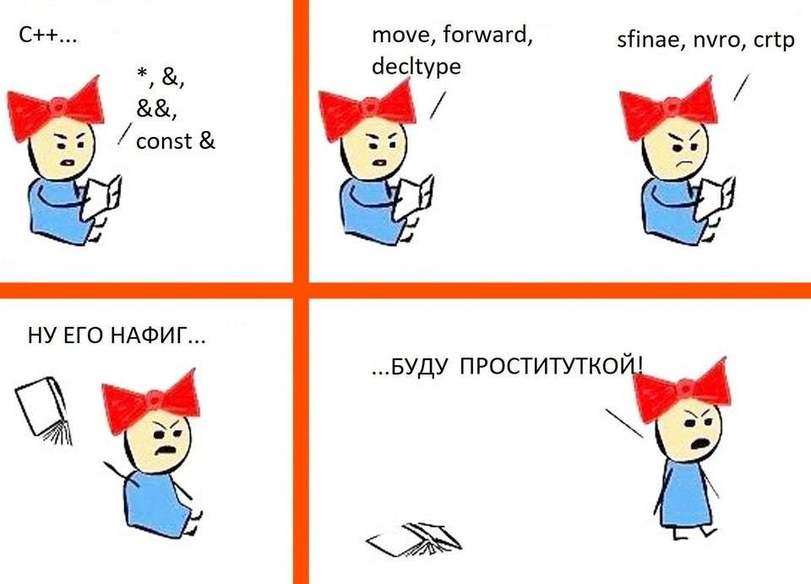 C++...
*, &,
&&,
const &
move, forward,
decltype
sfinae, nvro, crtp
НУ ЕГО НАФИГ...
...БУДУ ПРОСТИТУТКОЙ!